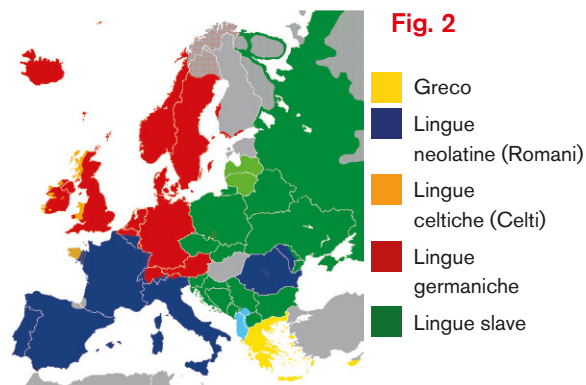 Fig. 2
Greco
Lingue
neolatine (Romani)
Lingue
celtiche (Celti)
Lingue
germaniche
Lingue slave